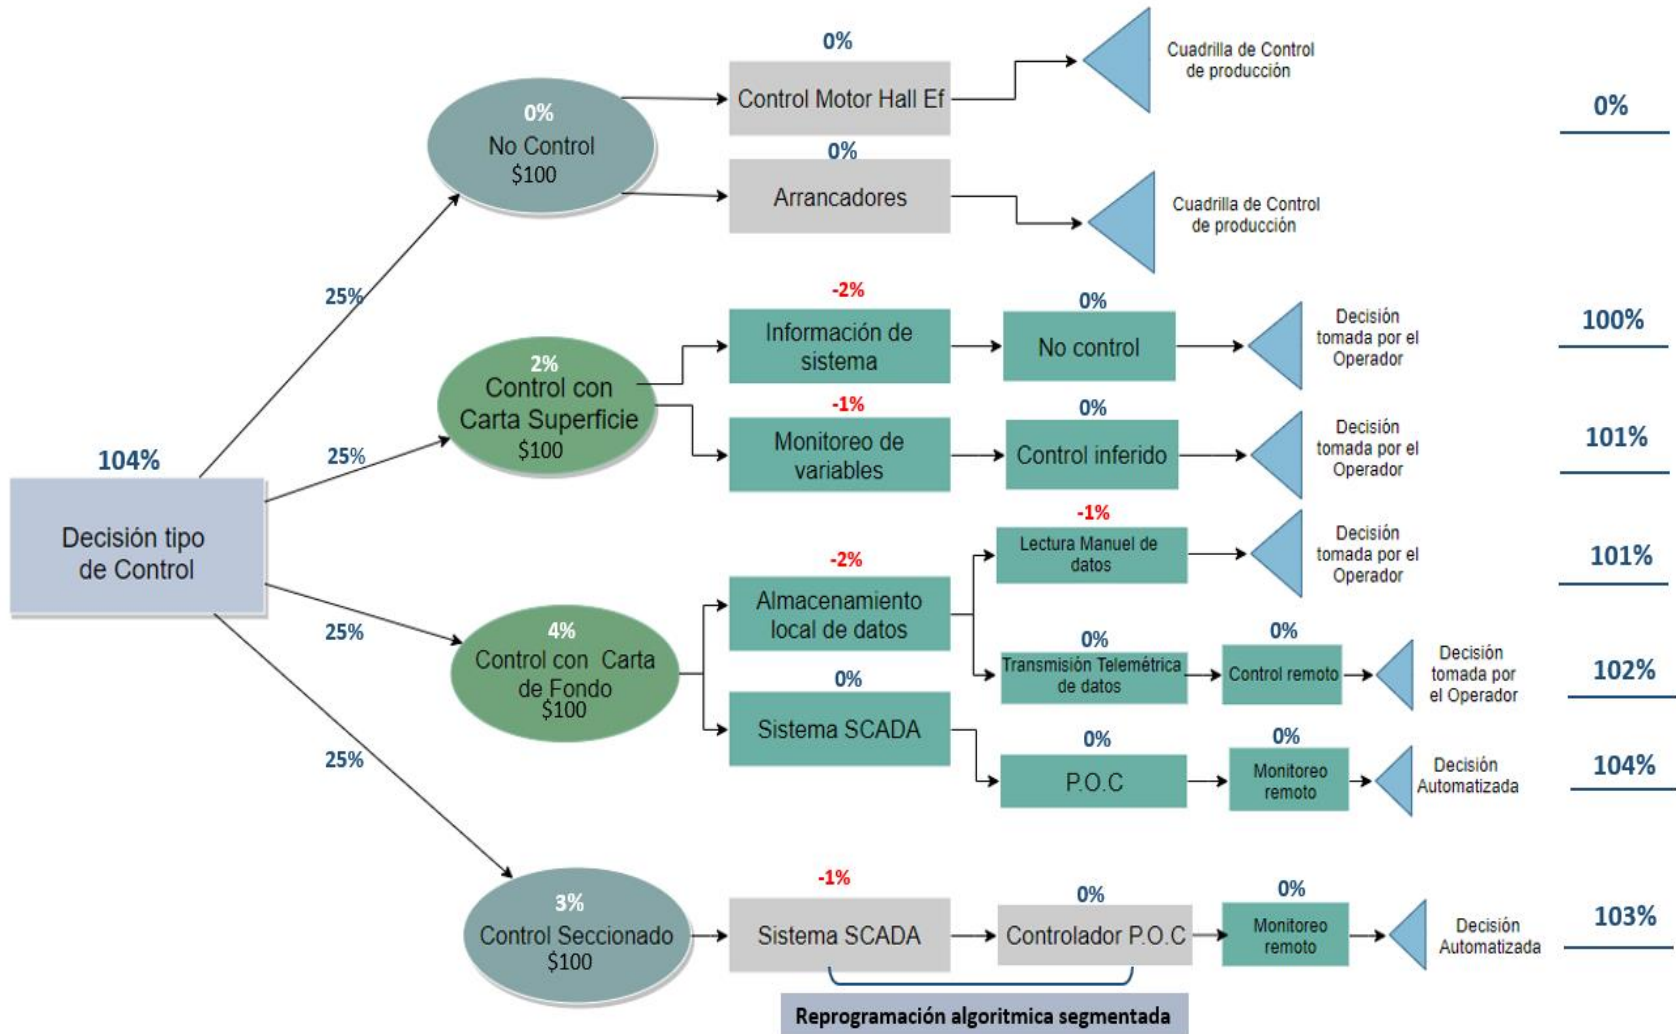 0%
Control Motor Hall Ef
Cuadrilla de Control
de producción
0%
No Control
$100
0%
0%
Arrancadores
Cuadrilla de Control
de producción
25%
-2%
Información de
sistema
0%
No control
Decisión
tomada por el
Operador
100%
2%
Control con
Carta Superficie
$100
-1%
Monitoreo de
variables
0%
Control inferido
Decisión
tomada por el
Operador
101%
25%
104%
Decisión tipo
de Control
-1%
Lectura Manuel de
datos
Decisión
tomada por el
Operador
101%
-2%
Almacenamiento
local de datos
25%
4%
Control con Carta
de Fondo
$100
0%
Transmisión Telemétrica
de datos
0%
Control remoto
Decisión
tomada por
el Operador
102%
0%
Sistema SCADA
0%
P.O.C
0%
Monitoreo
remoto
Decisión
Automatizada
104%
25%
3%
Control Seccionado
$100
-1%
Sistema SCADA
0%
Controlador P.O.C
0%
Monitoreo
remoto
Decisión
Automatizada
103%
Reprogramación algoritmica segmentada